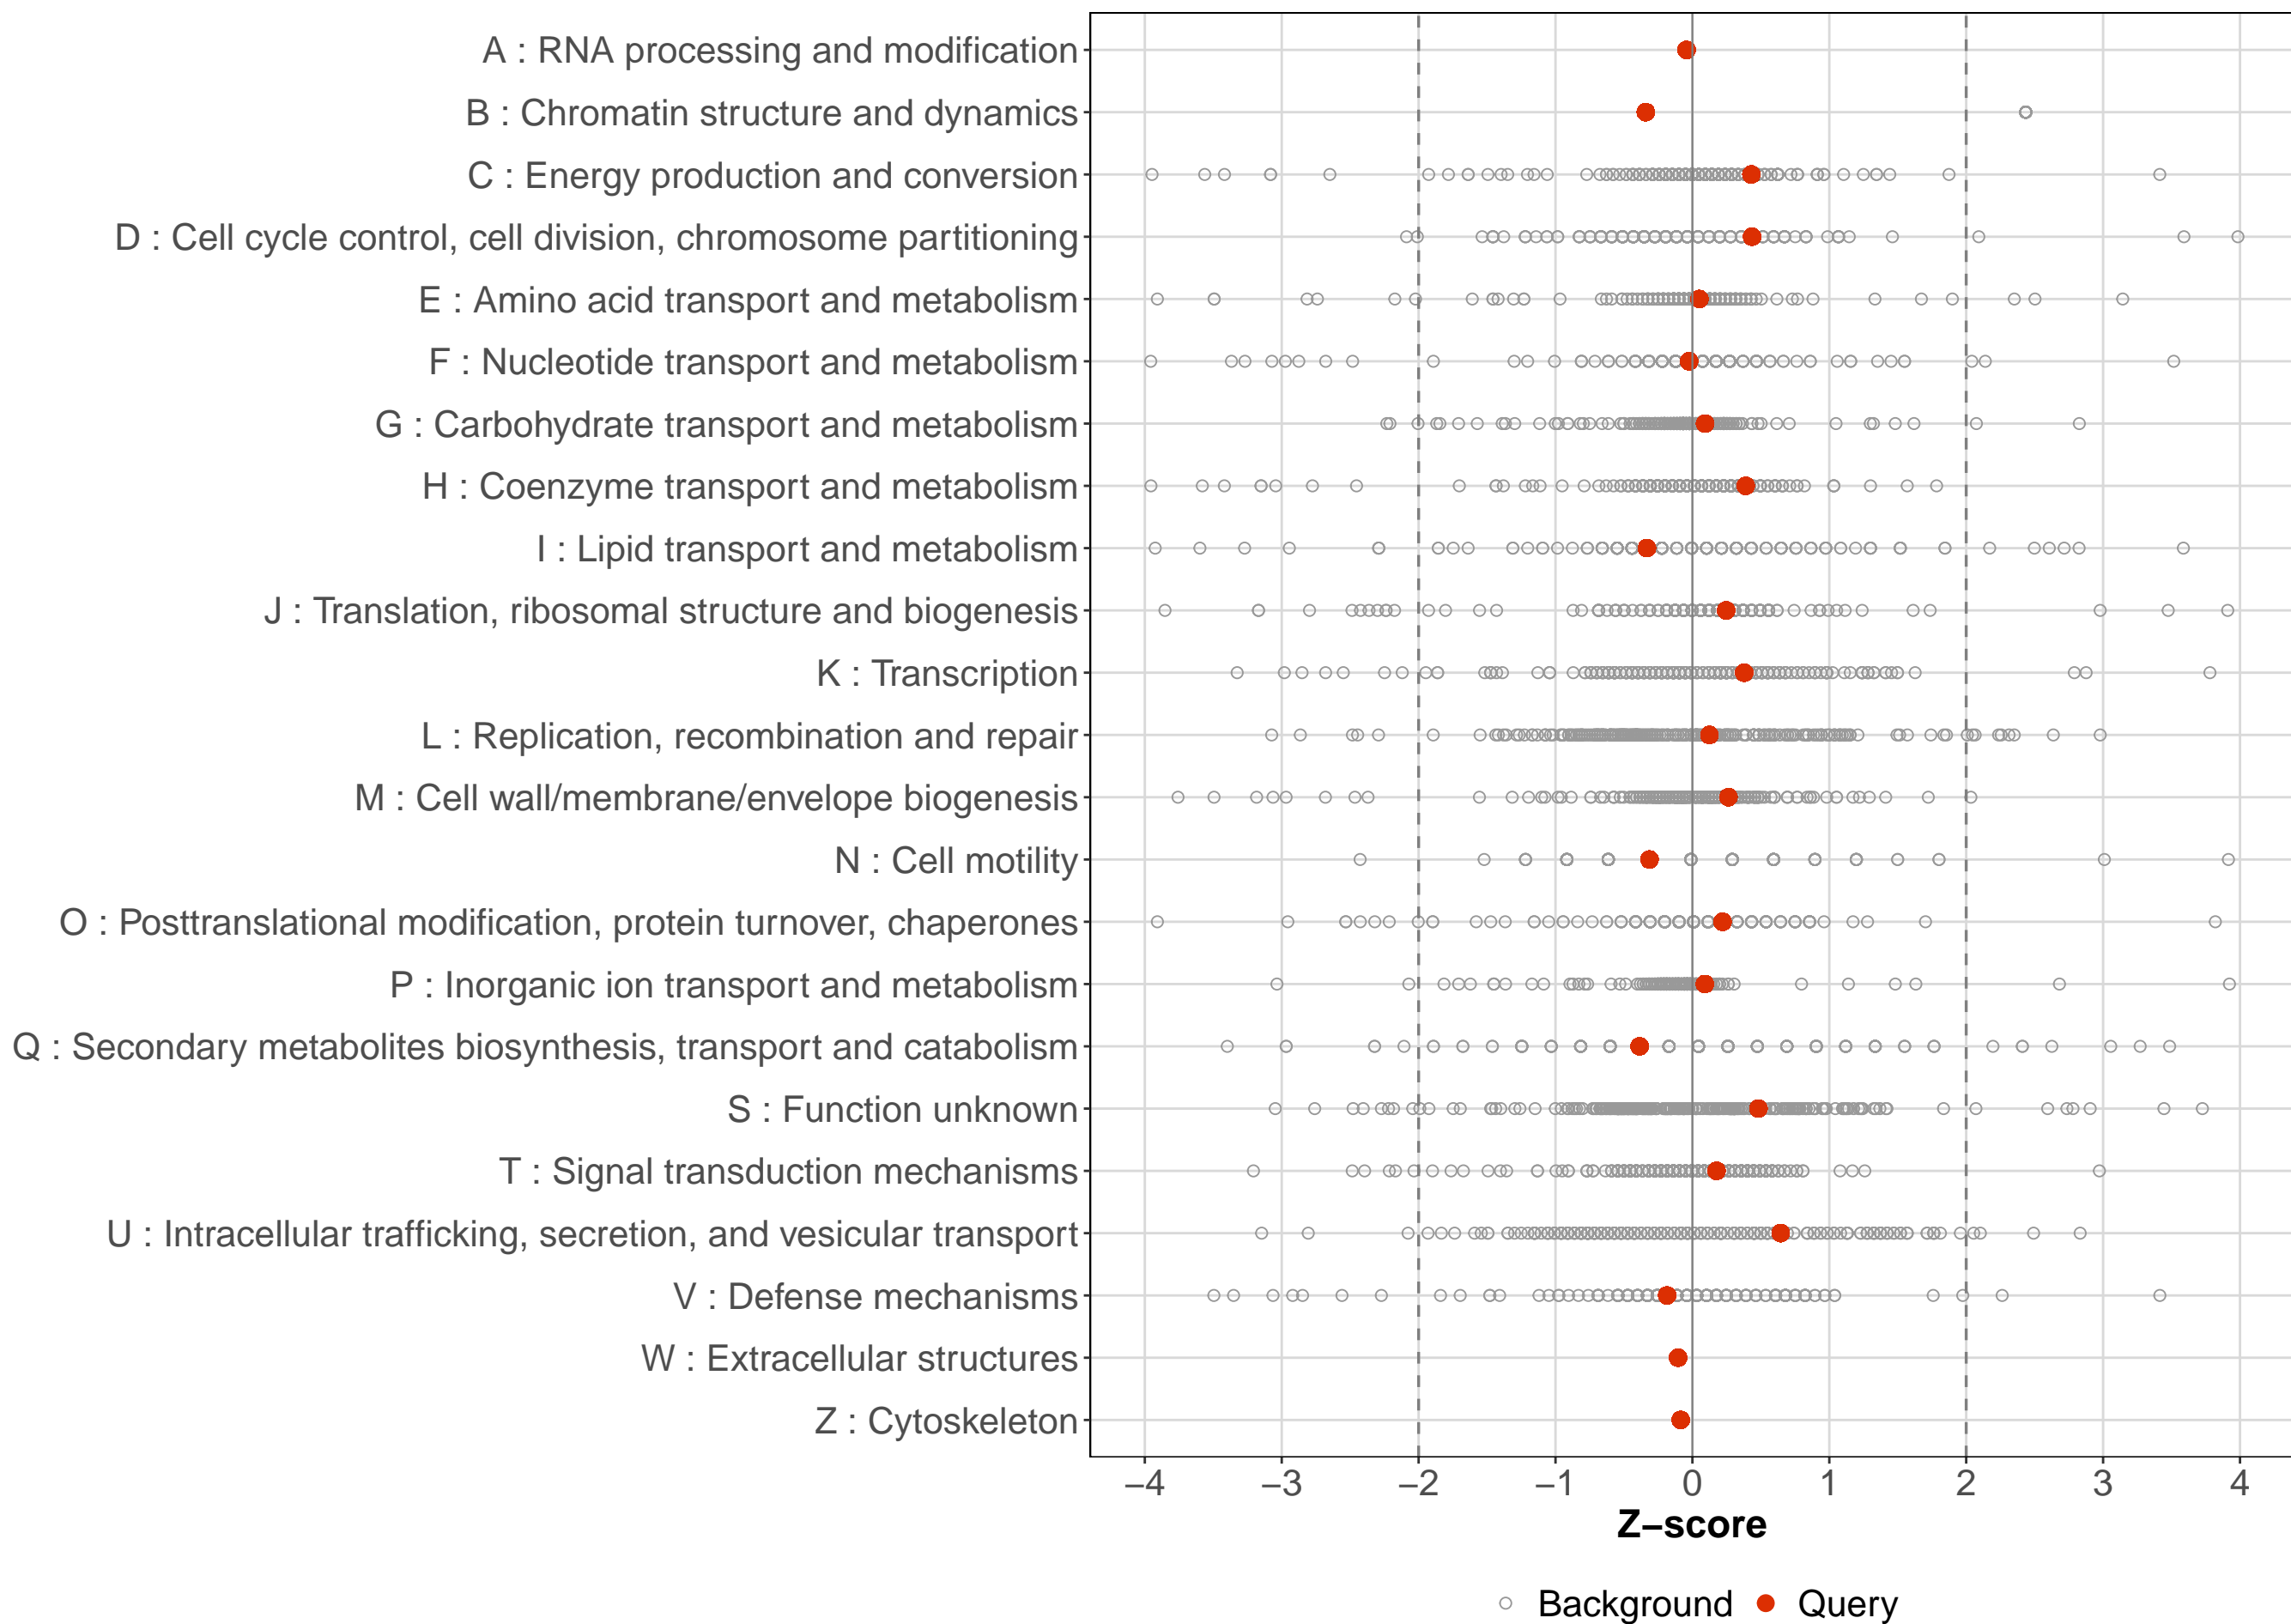 A : RNA processing and modification
B : Chromatin structure and dynamics
C : Energy production and conversion
D : Cell cycle control, cell division, chromosome partitioning
E : Amino acid transport and metabolism
F : Nucleotide transport and metabolism
G : Carbohydrate transport and metabolism
H : Coenzyme transport and metabolism
I : Lipid transport and metabolism
J : Translation, ribosomal structure and biogenesis
K : Transcription
L : Replication, recombination and repair
M : Cell wall/membrane/envelope biogenesis
N : Cell motility
O : Posttranslational modification, protein turnover, chaperones
P : Inorganic ion transport and metabolism
Q : Secondary metabolites biosynthesis, transport and catabolism
S : Function unknown
T : Signal transduction mechanisms
U : Intracellular trafficking, secretion, and vesicular transport
V : Defense mechanisms
W : Extracellular structures
Z : Cytoskeleton
−4 −3 −2 −1 0 1 2 3 4
Z−score
Background Query